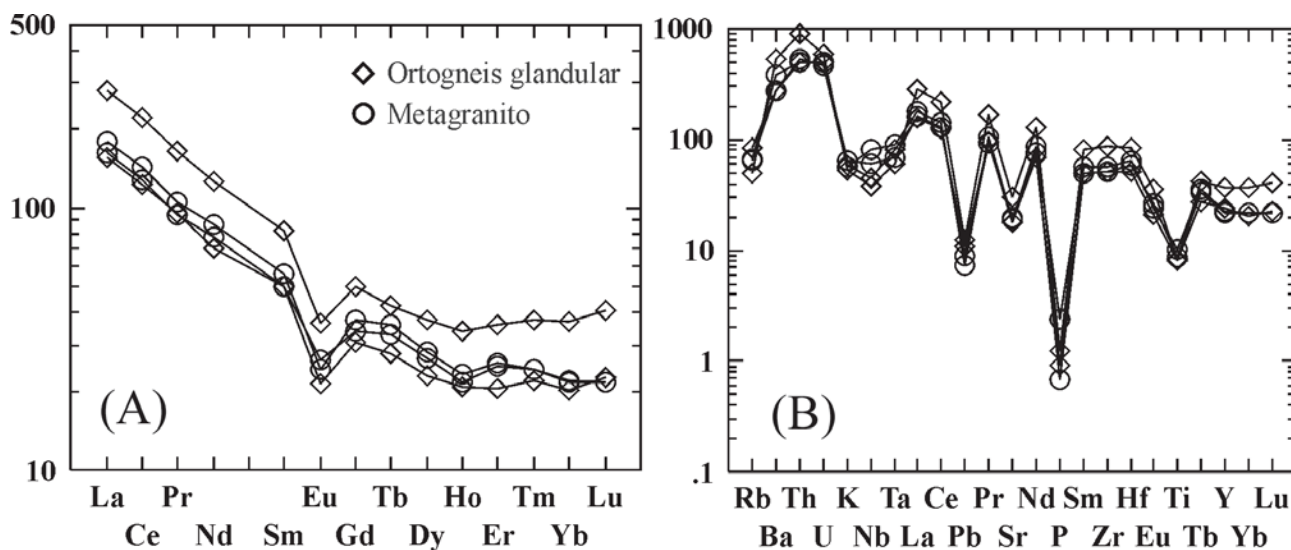 500
100
10
Ortogneis glandular
Metagranito
(A)
La Pr Eu Tb Ho Tm Lu
Ce Nd Sm Gd Dy Er Yb
1000
100
10
1
.1
(B)
Rb Th K Ta Ce Pr Nd Sm Hf Ti Y Lu
Ba U Nb La Pb Sr P Zr Eu Tb Yb